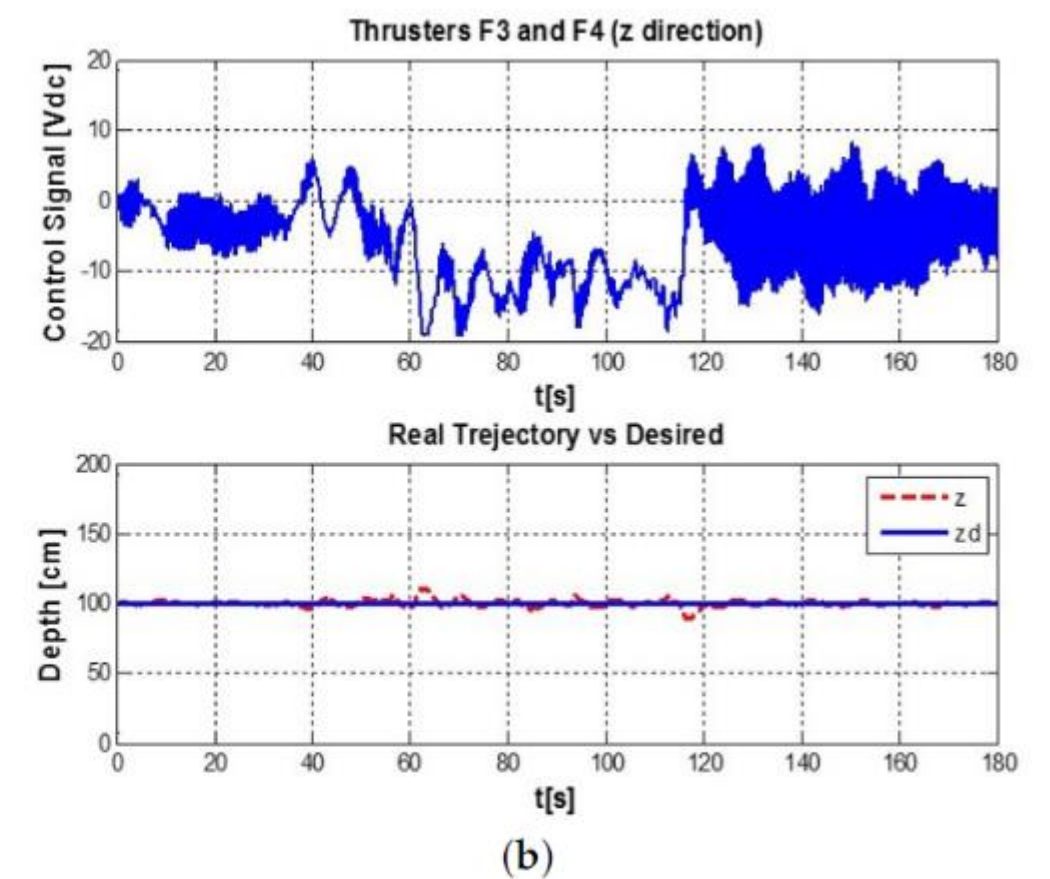 Thrusters F3 and F4 (z direction)
Control Signal [Vdc]
20
10
0
-10
-20
0 20 40 60 80 100 120 140 160 180
t[s]
Real Trejectory vs Desired
Depth [cm]
200
150
100
50
0
z
zd
0 20 40 60 80 100 120 140 160 180
t[s]
(b)